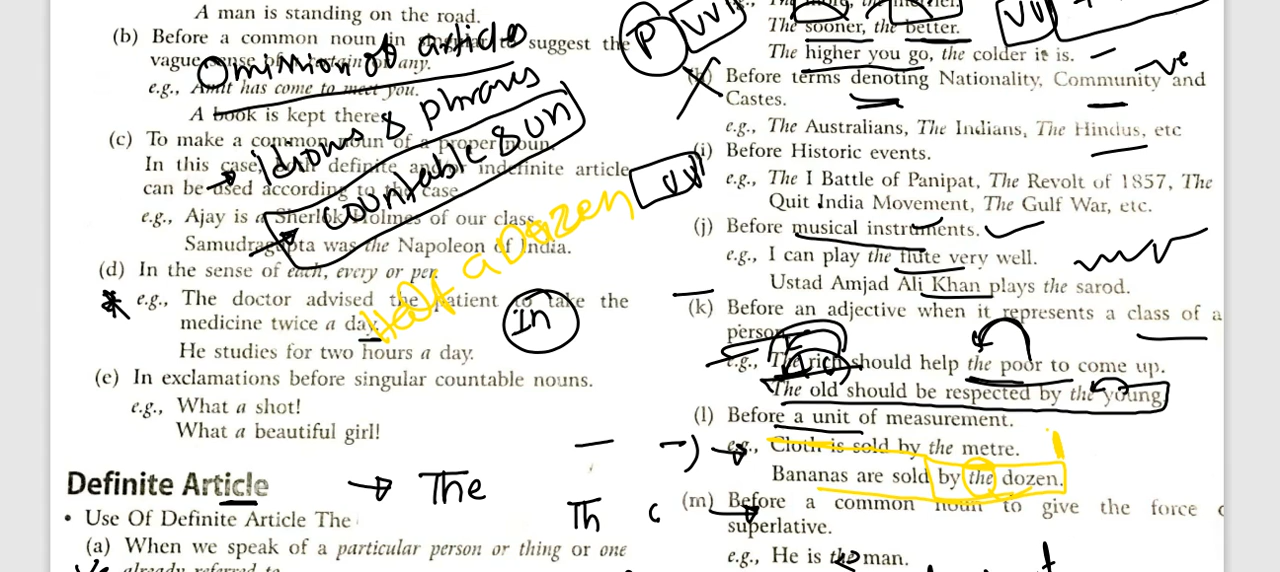 A man is standing on the road.
(b) Before a common noun in suggest the
vague sense of certain or any.
e.g., Amit has come to meet you.
A book is kept there
Omission of article
idioms & phrases
countable & un
(c) To make a common noun of a proper noun.
In this case, definite and/or indefinite article
can be used according to the case
e.g., Ajay is a Sherlok Holmes of our class
Samudragupta was the Napoleon of India.
Half a Dozen
(d) In the sense of each, every or per.
e.g., The doctor advised the patient to take the
medicine twice a day.
He studies for two hours a day.
In
(e) In exclamations before singular countable nouns.
e.g., What a shot!
What a beautiful girl!
Definite Article → The
Th
• Use Of Definite Article The
(a) When we speak of a particular person or thing or one
already referred to
P
The sooner, the better.
The higher you go, the colder it is.
-ve
(h) Before terms denoting Nationality, Community and
Castes.
e.g., The Australians, The Indians, The Hindus, etc
(i) Before Historic events.
e.g., The I Battle of Panipat, The Revolt of 1857, The
Quit India Movement, The Gulf War, etc.
(j) Before musical instruments.
e.g., I can play the flute very well.
Ustad Amjad Ali Khan plays the sarod.
(k) Before an adjective when it represents a class of a
person
e.g., The rich should help the poor to come up.
The old should be respected by the young
(l) Before a unit of measurement.
e.g., Cloth is sold by the metre.
Bananas are sold by the dozen.
(m) Before a common noun to give the force
superlative.
e.g., He is the man.